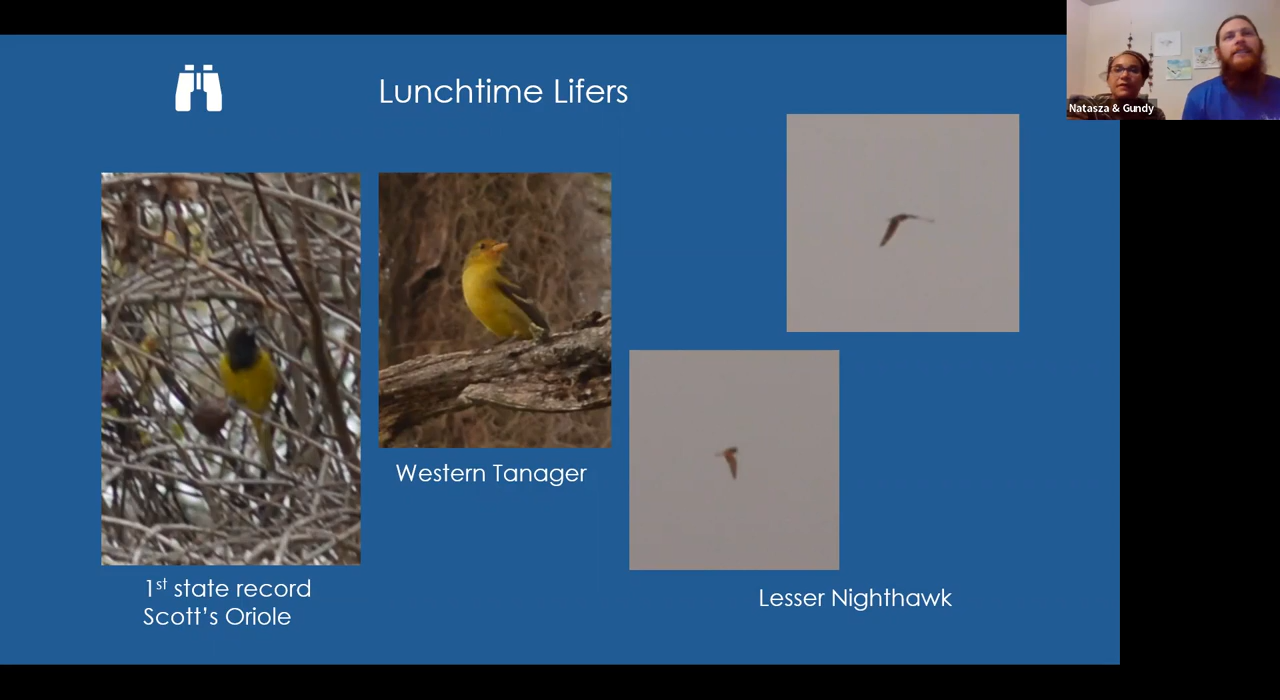 Lunchtime Lifers
Natasza & Gundy
Western Tanager
1st state record
Scott's Oriole
Lesser Nighthawk